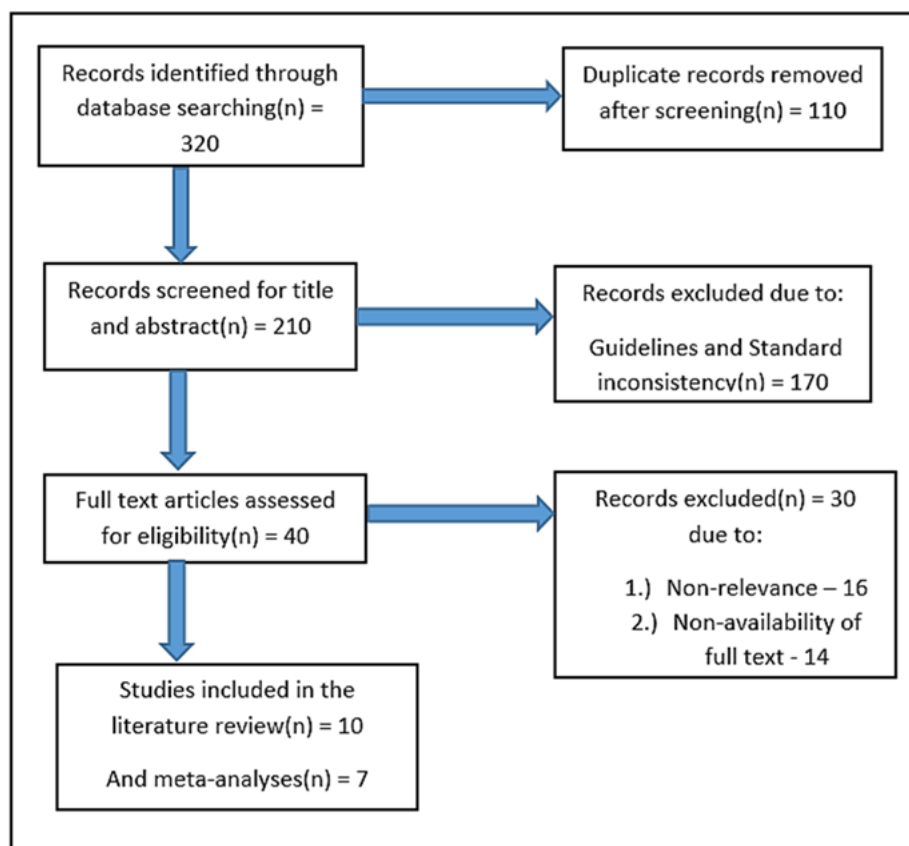 Records identified through
database searching(n) =
320
Duplicate records removed
after screening(n) = 110
Records screened for title
and abstract(n) = 210
Records excluded due to:
Guidelines and Standard
inconsistency(n) = 170
Full text articles assessed
for eligibility(n) = 40
Records excluded(n) = 30
due to:
1.) Non-relevance – 16
2.) Non-availability of
full text - 14
Studies included in the
literature review(n) = 10
And meta-analyses(n) = 7